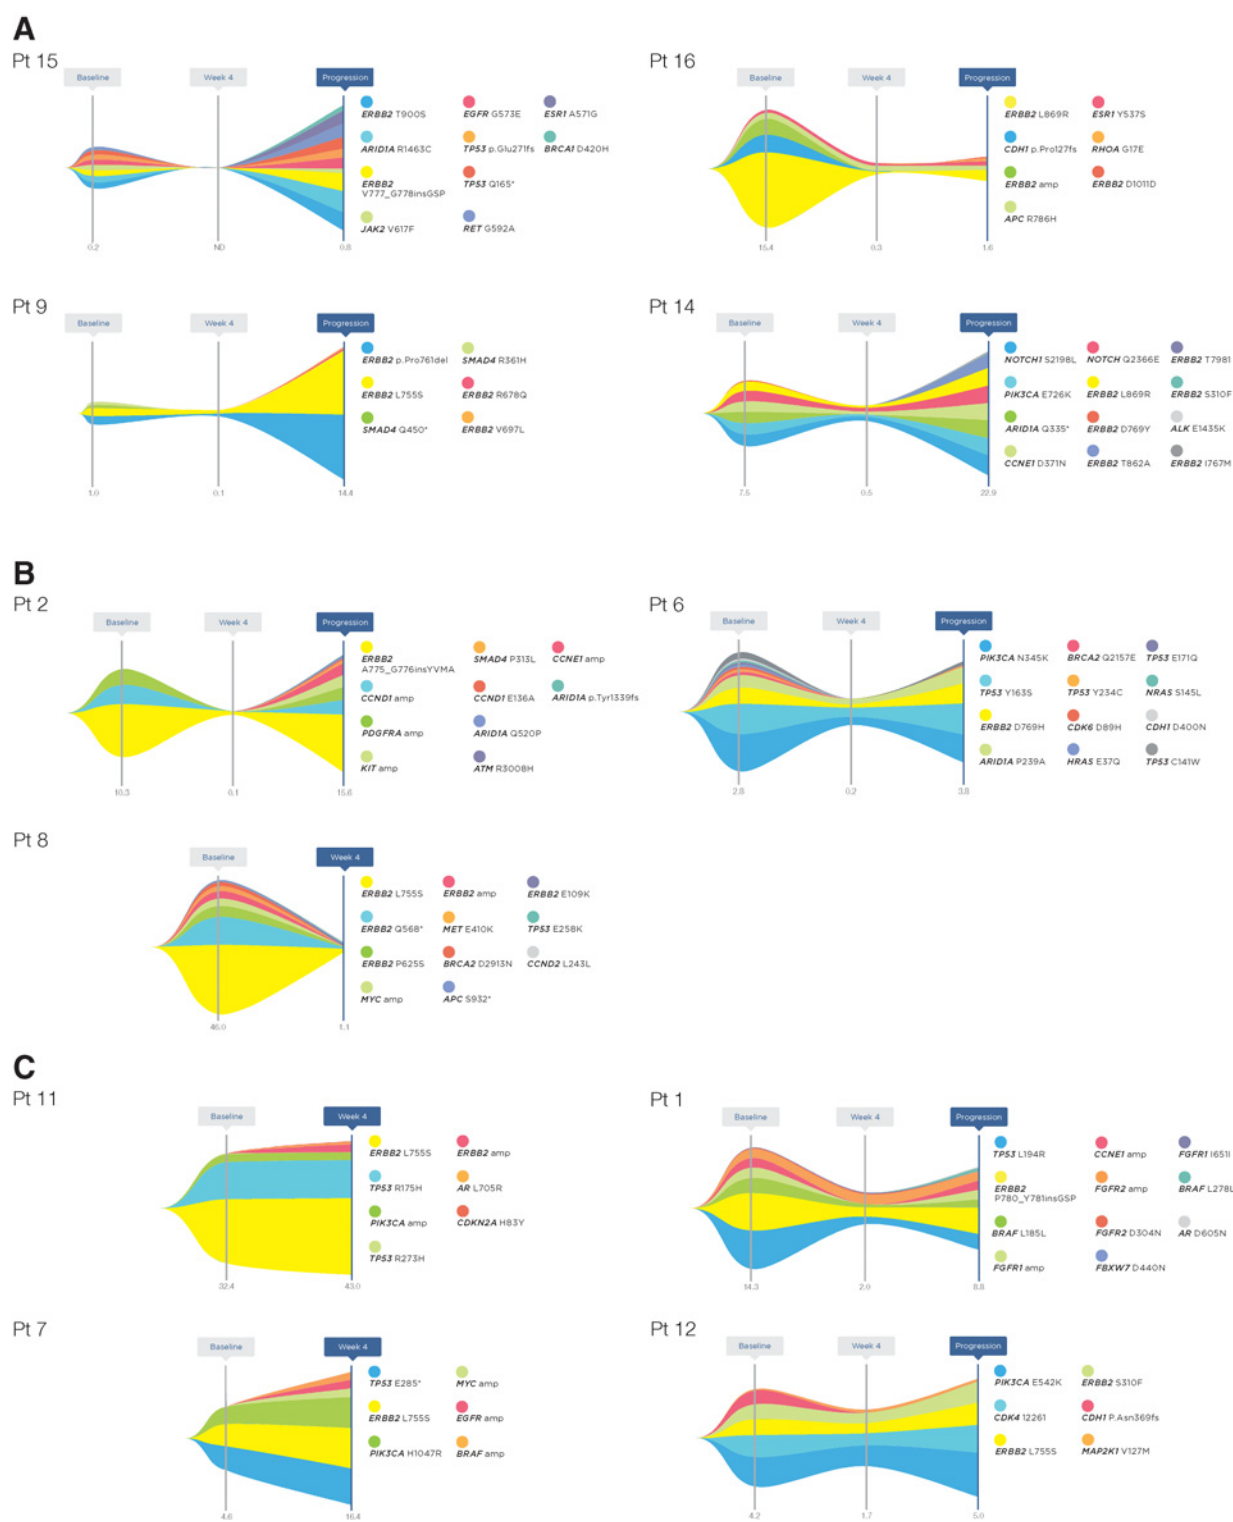 A
Pt 15
Baseline
Week 4
Progression
ERBB2 T900S
ARID1A R1463C
ERBB2
V777_G778insGSP
JAK2 V617F
EGFR G573E
TP53 p.Glu271fs
TP53 Q165*
RET G592A
ESR1 A571G
BRCA1 D420H
0.2
ND
0.8
Pt 16
Baseline
Week 4
Progression
ERBB2 L869R
CDH1 p.Pro127fs
ERBB2 amp
APC R786H
ESR1 Y537S
RHOA G17E
ERBB2 D1011D
15.4
0.3
1.6
Pt 9
Baseline
Week 4
Progression
ERBB2 p.Pro761del
ERBB2 L755S
SMAD4 Q450*
SMAD4 R361H
ERBB2 R678Q
ERBB2 V697L
1.0
0.1
14.4
Pt 14
Baseline
Week 4
Progression
NOTCH1 S2198L
PIK3CA E726K
ARID1A Q335*
CCNE1 D371N
NOTCH Q2366E
ERBB2 L869R
ERBB2 D769Y
ERBB2 T862A
ERBB2 T798I
ERBB2 S310F
ALK E1435K
ERBB2 I767M
7.5
0.5
22.9
B
Pt 2
Baseline
Week 4
Progression
ERBB2
A775_G776insYVMA
CCND1 amp
PDGFRA amp
KIT amp
SMAD4 P313L
CCND1 E136A
ARID1A Q520P
ATM R3008H
CCNE1 amp
ARID1A p.Tyr1339fs
10.3
6.1
15.6
Pt 6
Baseline
Week 4
Progression
PIK3CA N345K
TP53 Y163S
ERBB2 D769H
ARID1A P239A
BRCA2 Q2157E
TP53 Y234C
CDK6 D89H
HRAS E37Q
TP53 E171Q
NRAS S145L
CDH1 D400N
TP53 C141W
2.8
0.2
3.8
Pt 8
Baseline
Week 4
ERBB2 L755S
ERBB2 Q568*
ERBB2 P625S
MYC amp
ERBB2 amp
MET E410K
BRCA2 D2913N
APC S932*
ERBB2 E109K
TP53 E258K
CCND2 L243L
46.0
1.1
C
Pt 11
Baseline
Week 4
ERBB2 L755S
TP53 R175H
PIK3CA amp
TP53 R273H
ERBB2 amp
AR L705R
CDKN2A H83Y
32.4
43.0
Pt 1
Baseline
Week 4
Progression
TP53 L194R
ERBB2
P780_Y781insGSP
BRAF L185L
FGFR1 amp
CCNE1 amp
FGFR2 amp
FGFR2 D304N
FBXW7 D440N
FGFR1 I651I
BRAF L278L
AR D605N
14.3
2.0
8.8
Pt 7
Baseline
Week 4
TP53 E285*
ERBB2 L755S
PIK3CA H1047R
MYC amp
EGFR amp
BRAF amp
4.6
16.4
Pt 12
Baseline
Week 4
Progression
PIK3CA E542K
CDK4 I226I
ERBB2 L755S
ERBB2 S310F
CDH1 P.Asn369fs
MAP2K1 V127M
4.2
1.7
5.0